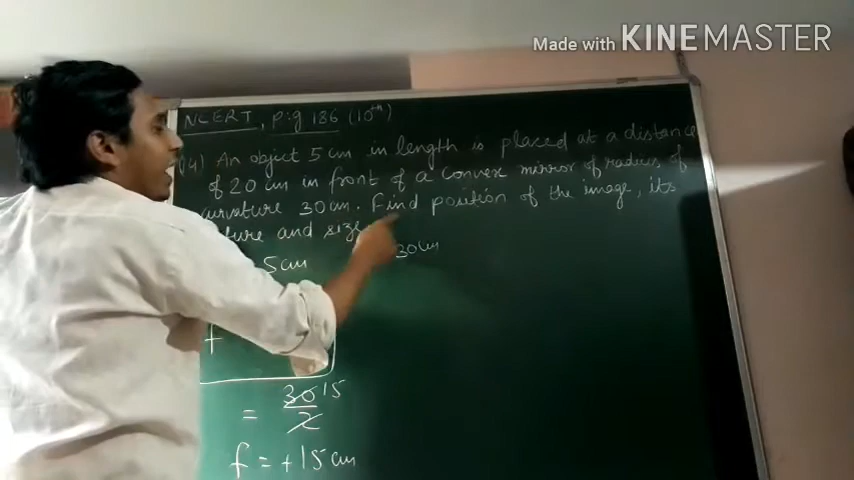 Made with KINEMASTER
NCERT, p:g 186 (10th)
4) An object 5 cm in length is placed at a distance
of 20 cm in front of a convex mirror of radius of
curvature 30 cm. Find position of the image, its
and size
5 cm
30 cm
f
= 30 15
2
f = +15 cm